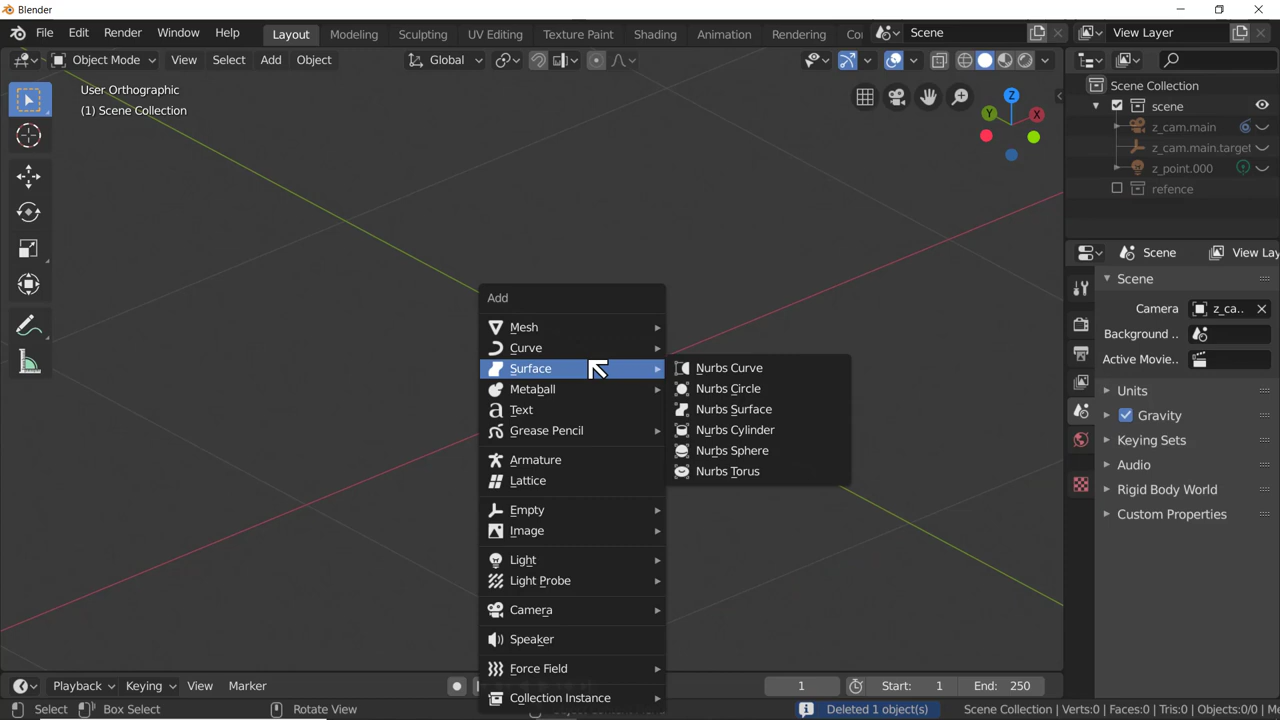 Blender
File Edit Render Window Help Layout Modeling Sculpting UV Editing Texture Paint Shading Animation Rendering Co Scene View Layer
Object Mode View Select Add Object Global
User Orthographic
(1) Scene Collection
Z
Y
X
Scene Collection
scene
z_cam.main
z_cam.main.target
z_point.000
refence
Scene View Lay
Scene
Camera z_ca..
Background ..
Active Movie..
Units
Gravity
Keying Sets
Audio
Rigid Body World
Custom Properties
Add
Mesh
Curve
Surface
Metaball
Text
Grease Pencil
Armature
Lattice
Empty
Image
Light
Light Probe
Camera
Speaker
Force Field
Collection Instance
Nurbs Curve
Nurbs Circle
Nurbs Surface
Nurbs Cylinder
Nurbs Sphere
Nurbs Torus
Playback Keying View Marker 1 Start: 1 End: 250
Select Box Select Rotate View Deleted 1 object(s) Scene Collection | Verts:0 | Faces:0 | Tris:0 | Objects:0/0 | M